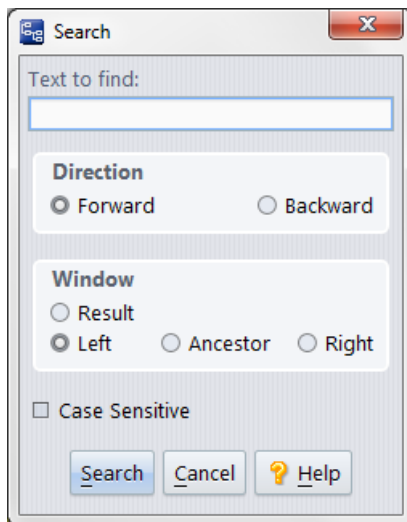 Search
Text to find:
Direction
Forward Backward
Window
Result
Left Ancestor Right
Case Sensitive
Search Cancel Help